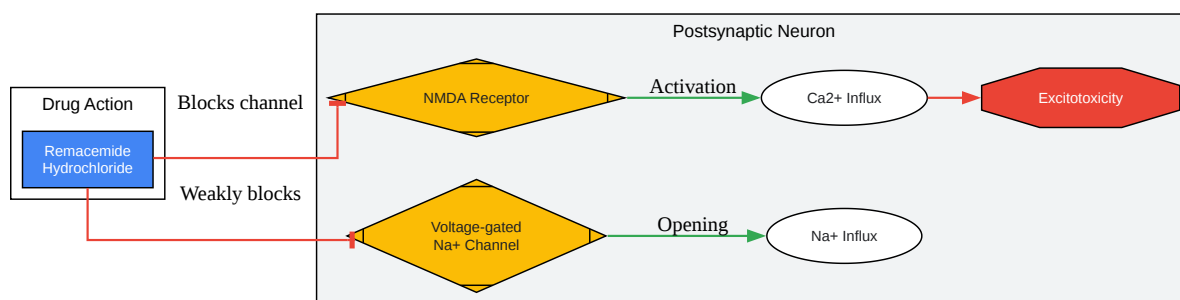 Postsynaptic Neuron
Drug Action
Remacemide
Hydrochloride
Blocks channel
Weakly blocks
NMDA Receptor
Activation
Ca2+ Influx
Excitotoxicity
Voltage-gated
Na+ Channel
Opening
Na+ Influx